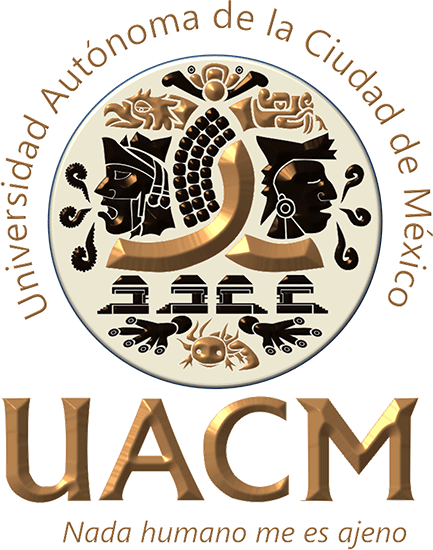 Universidad Autónoma de la Ciudad de México
UACM
Nada humano me es ajeno